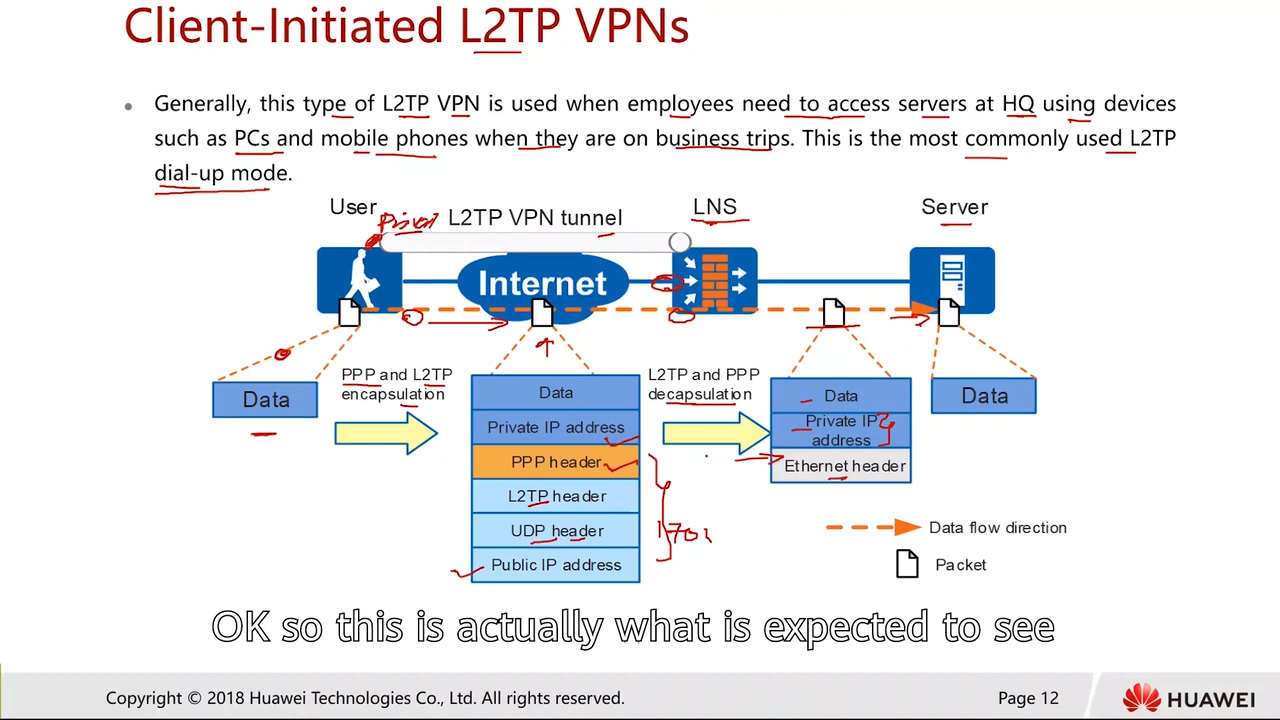 Client-Initiated L2TP VPNs
Generally, this type of L2TP VPN is used when employees need to access servers at HQ using devices
such as PCs and mobile phones when they are on business trips. This is the most commonly used L2TP
dial-up mode.
User
L2TP VPN tunnel
LNS
Server
Internet
Data
PPP and L2TP
encapsulation
Data
Private IP address
PPP header
L2TP header
UDP header
Public IP address
1701
L2TP and PPP
decapsulation
Data
Private IP
address
Ethernet header
Data
Data flow direction
Packet
OK so this is actually what is expected to see
Copyright © 2018 Huawei Technologies Co., Ltd. All rights reserved.
Page 12
HUAWEI